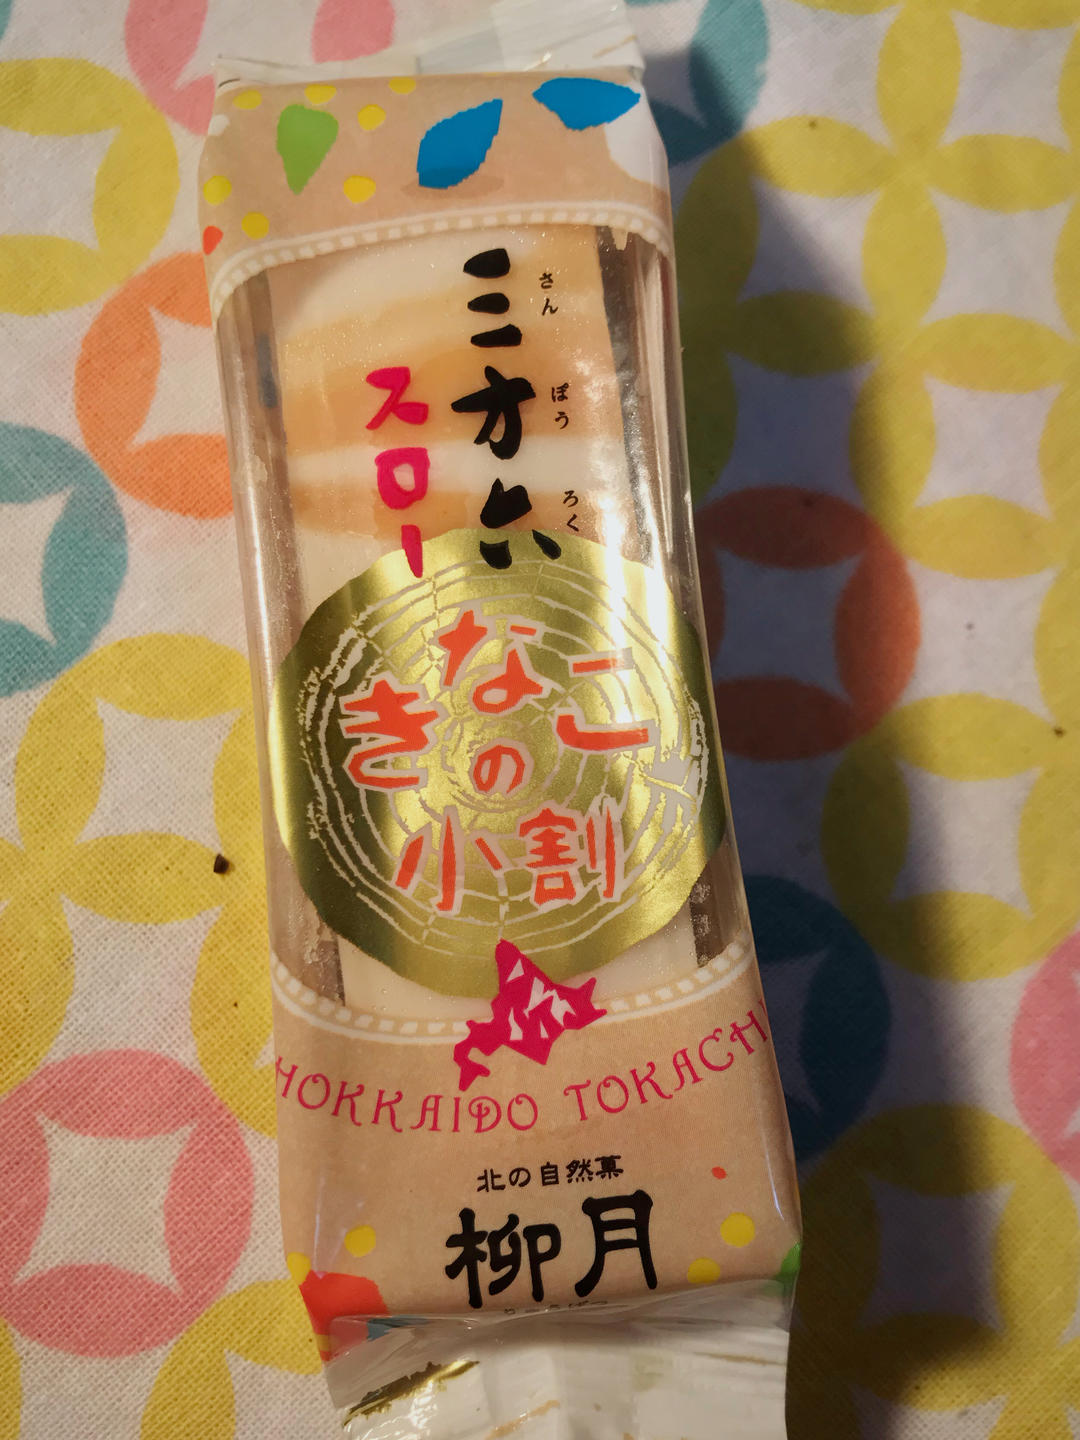 三方六
さんぽうろく
スロー
きなこの
小割
HOKKAIDO TOKACHI
北の自然菓
柳月